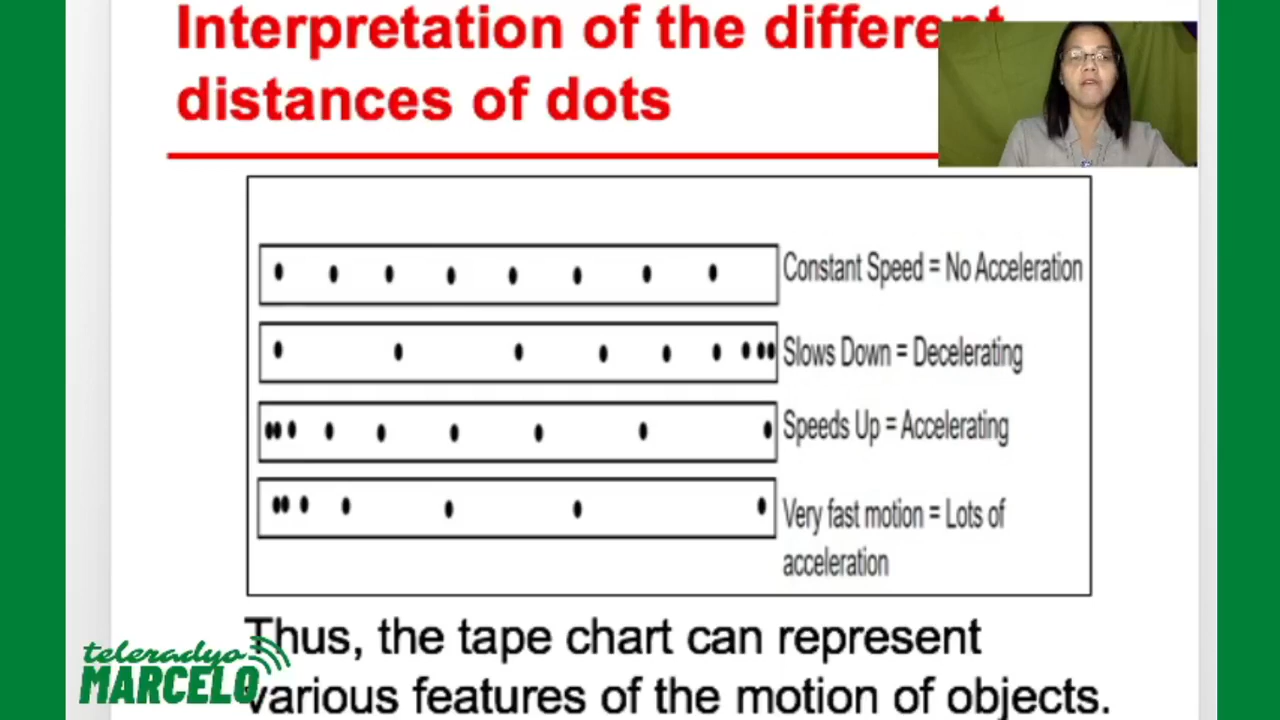 Interpretation of the different
distances of dots
Constant Speed = No Acceleration
Slows Down = Decelerating
Speeds Up = Accelerating
Very fast motion = Lots of
acceleration
Thus, the tape chart can represent
various features of the motion of objects.
teleradyo
MARCELO